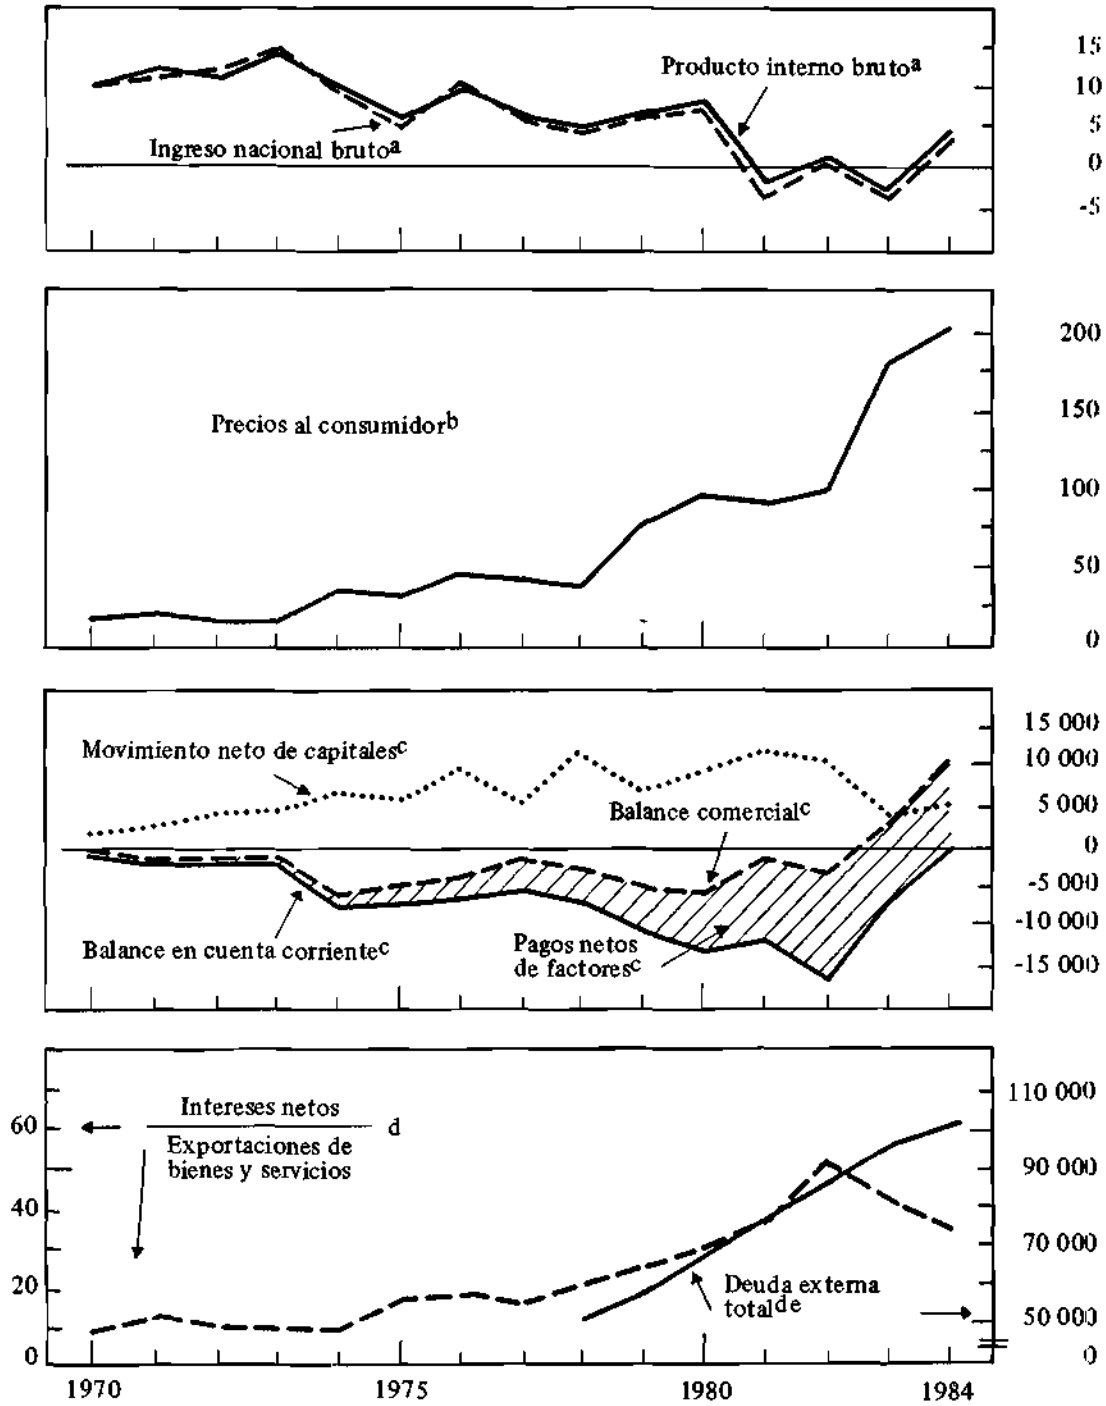 15
Producto interno brutoª
10
5
Ingreso nacional brutoª
0
-5
200
150
Precios al consumidorᵇ
100
50
0
15 000
Movimiento neto de capitalesᶜ
10 000
Balance comercialᶜ
5 000
0
-5 000
-10 000
Balance en cuenta corrienteᶜ
Pagos netos
de factoresᶜ
-15 000
110 000
Intereses netos
60
d
Exportaciones de
bienes y servicios
90 000
40
70 000
20
Deuda externa
totalᵈᵉ
50 000
0
0
1970
1975
1980
1984